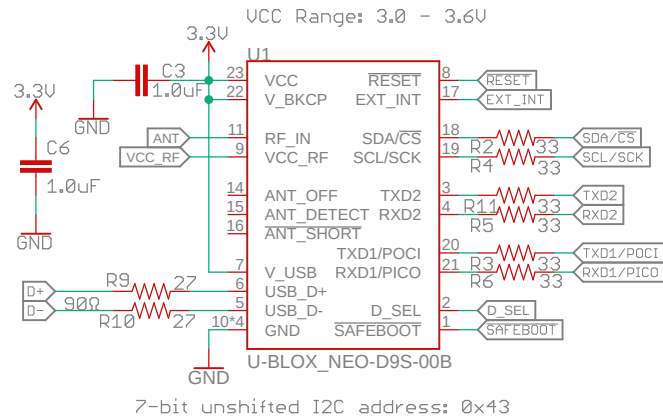 VCC Range: 3.0 - 3.6V
3.3V
U1
C3
1.0uF
GND
3.3V
C6
1.0uF
GND
23 VCC
22 V_BKCP
ANT 11 RF_IN
VCC_RF 9 VCC_RF
14 ANT_OFF
15 ANT_DETECT
16 ANT_SHORT
7 V_USB
D+ R9 27 6 USB_D+
D- 90Ω R10 27 5 USB_D-
10*4 GND
GND
RESET 8 RESET
EXT_INT 17 EXT_INT
SDA/CS 18 R2 33 SDA/CS
SCL/SCK 19 R4 33 SCL/SCK
TXD2 3 R11 33 TXD2
RXD2 4 R5 33 RXD2
TXD1/POCI 20 R3 33 TXD1/POCI
RXD1/PICO 21 R6 33 RXD1/PICO
D_SEL 2 D_SEL
SAFEBOOT 1 SAFEBOOT
U-BLOX_NEO-D9S-00B
7-bit unshifted I2C address: 0x43